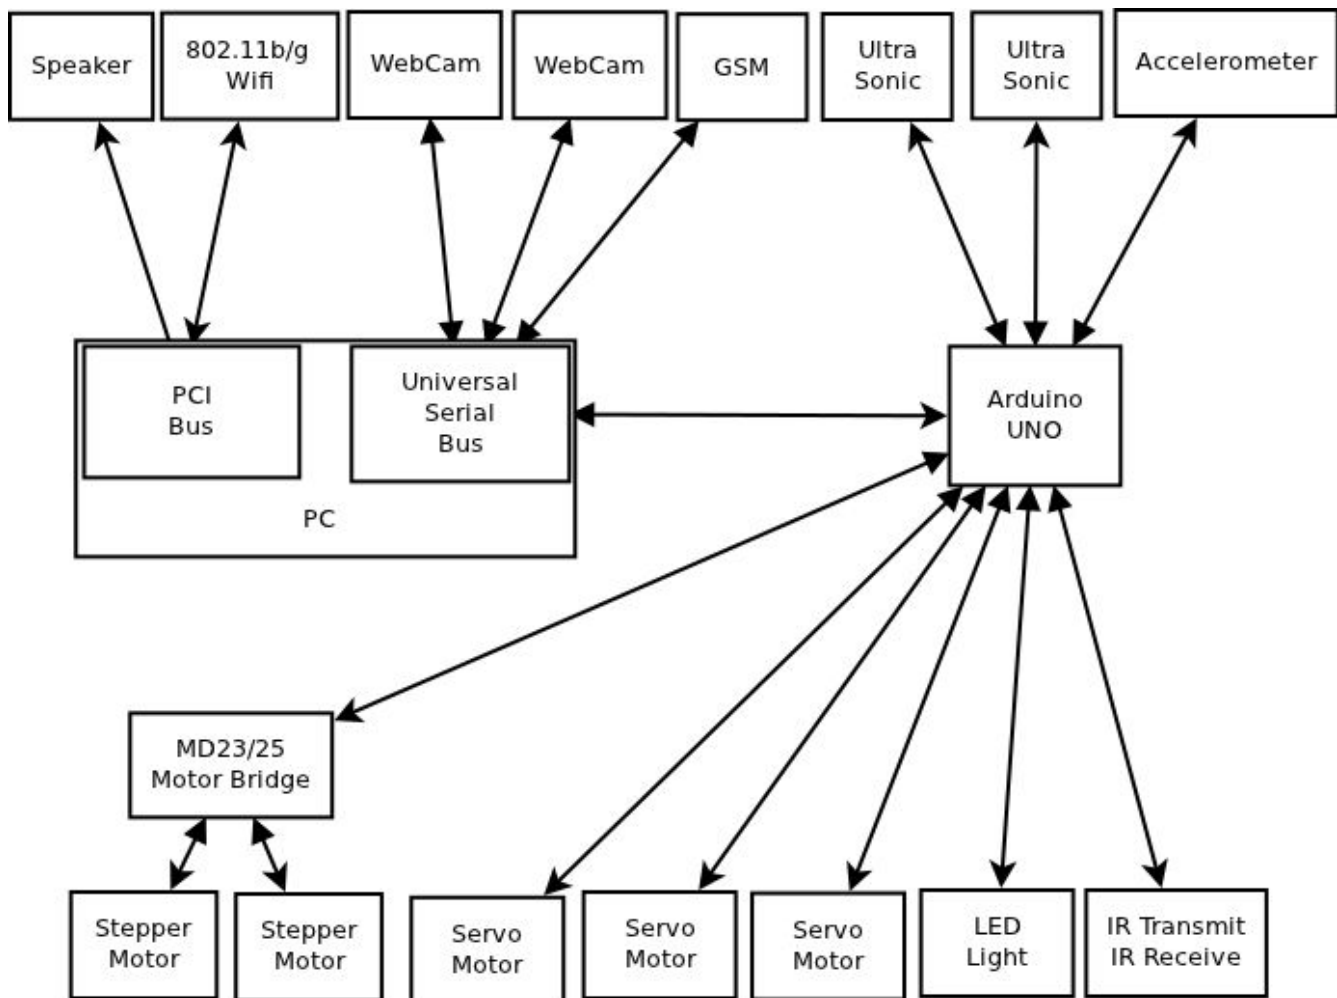 Speaker
802.11b/g
Wifi
WebCam
WebCam
GSM
Ultra
Sonic
Ultra
Sonic
Accelerometer
PCI
Bus
Universal
Serial
Bus
PC
Arduino
UNO
MD23/25
Motor Bridge
Stepper
Motor
Stepper
Motor
Servo
Motor
Servo
Motor
Servo
Motor
LED
Light
IR Transmit
IR Receive